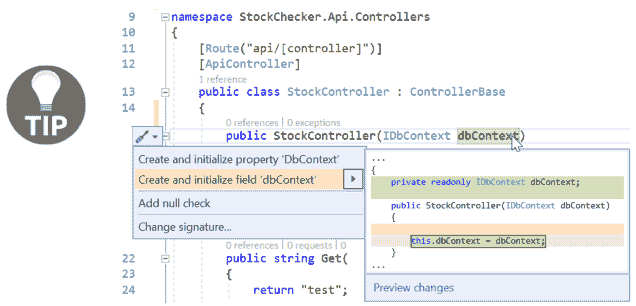 9 namespace StockChecker.Api.Controllers
10 {
11 [Route("api/[controller]")]
12 [ApiController]
1 reference
13 public class StockController : ControllerBase
14 {
0 references | 0 exceptions
public StockController(IDbContext dbContext)
TIP
Create and initialize property 'DbContext'
Create and initialize field 'dbContext'
Add null check
Change signature...
...
{
private readonly IDbContext dbContext;
public StockController(IDbContext dbContext)
{
this.dbContext = dbContext;
}
...
Preview changes
0 references | 0 requests | 0
22 public string Get(
23 {
24 return "test";